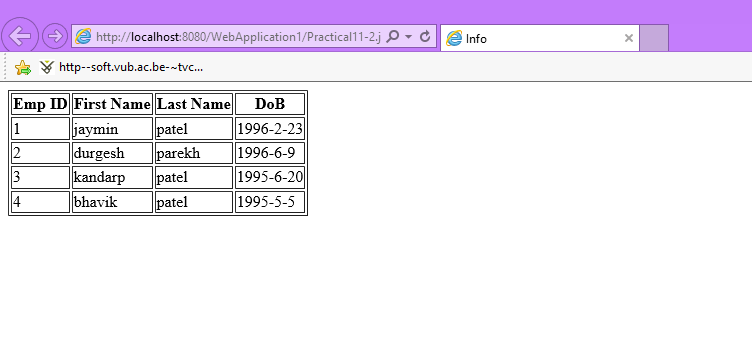 http://localhost:8080/WebApplication1/Practical11-2.j
Info
http--soft.vub.ac.be-~tvc...
Emp ID First Name Last Name DoB
1 jaymin patel 1996-2-23
2 durgesh parekh 1996-6-9
3 kandarp patel 1995-6-20
4 bhavik patel 1995-5-5